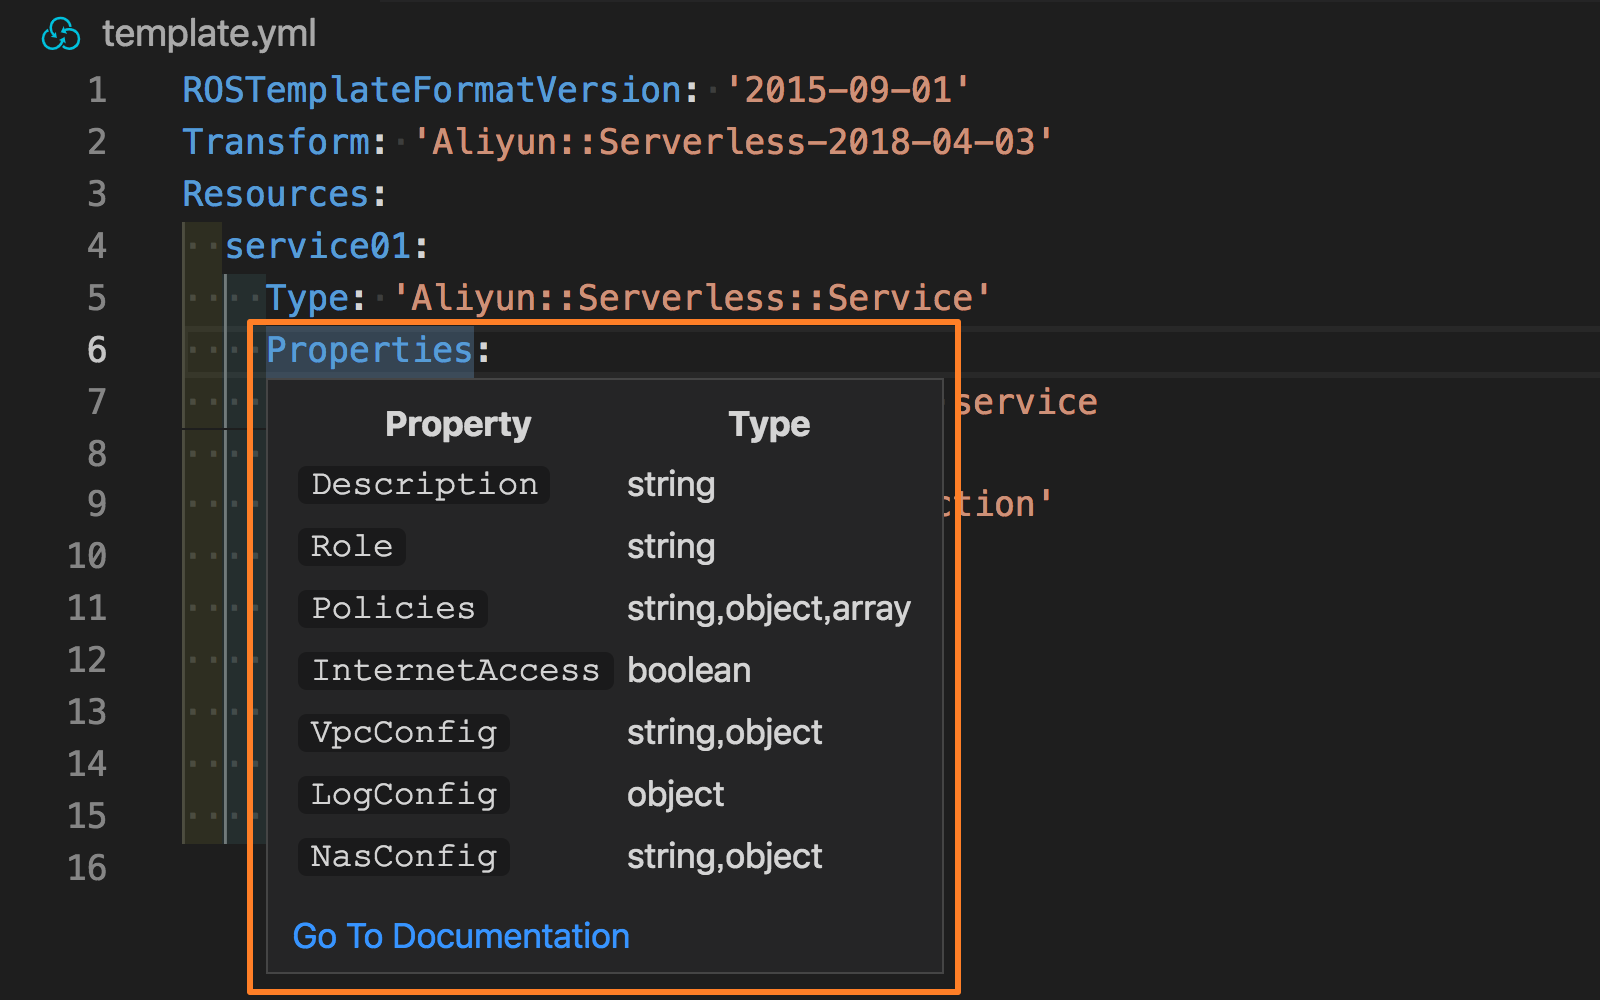 template.yml
1 ROSTemplateFormatVersion: '2015-09-01'
2 Transform: 'Aliyun::Serverless-2018-04-03'
3 Resources:
4 service01:
5 Type: 'Aliyun::Serverless::Service'
6 Properties:
7 service
8
9 ction'
10
11
12
13
14
15
16
Property Type
Description string
Role string
Policies string,object,array
InternetAccess boolean
VpcConfig string,object
LogConfig object
NasConfig string,object
Go To Documentation